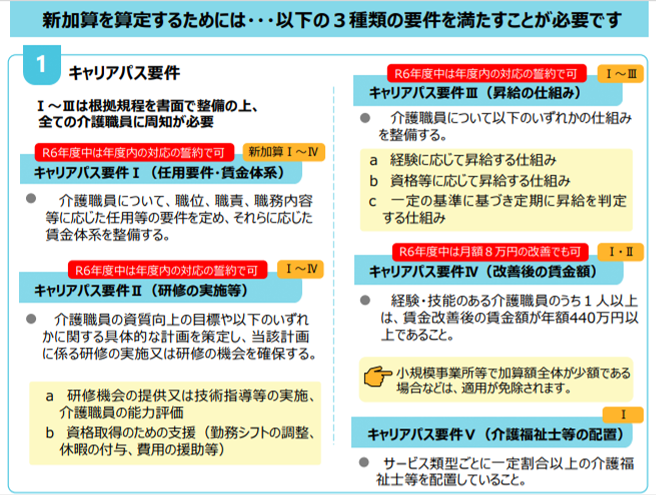 新加算を算定するためには･･･以下の３種類の要件を満たすことが必要です
1
キャリアパス要件
Ⅰ～Ⅲは根拠規程を書面で整備の上、
全ての介護職員に周知が必要
R6年度中は年度内の対応の誓約で可
新加算Ⅰ～Ⅳ
キャリアパス要件Ⅰ（任用要件・賃金体系）
● 介護職員について、職位、職責、職務内容
等に応じた任用等の要件を定め、それらに応じた
賃金体系を整備する。
R6年度中は年度内の対応の誓約で可
Ⅰ～Ⅳ
キャリアパス要件Ⅱ（研修の実施等）
● 介護職員の資質向上の目標や以下のいずれ
かに関する具体的な計画を策定し、当該計画
に係る研修の実施又は研修の機会を確保する。
a 研修機会の提供又は技術指導等の実施、
介護職員の能力評価
b 資格取得のための支援（勤務シフトの調整、
休暇の付与、費用の援助等）
R6年度中は年度内の対応の誓約で可
Ⅰ～Ⅲ
キャリアパス要件Ⅲ（昇給の仕組み）
● 介護職員について以下のいずれかの仕組み
を整備する。
a 経験に応じて昇給する仕組み
b 資格等に応じて昇給する仕組み
c 一定の基準に基づき定期に昇給を判定
する仕組み
R6年度中は月額８万円の改善でも可
Ⅰ・Ⅱ
キャリアパス要件Ⅳ（改善後の賃金額）
● 経験・技能のある介護職員のうち１人以上
は、賃金改善後の賃金額が年額440万円以
上であること。
小規模事業所等で加算額全体が少額である
場合などは、適用が免除されます。
Ⅰ
キャリアパス要件Ⅴ（介護福祉士等の配置）
● サービス類型ごとに一定割合以上の介護福
祉士等を配置していること。